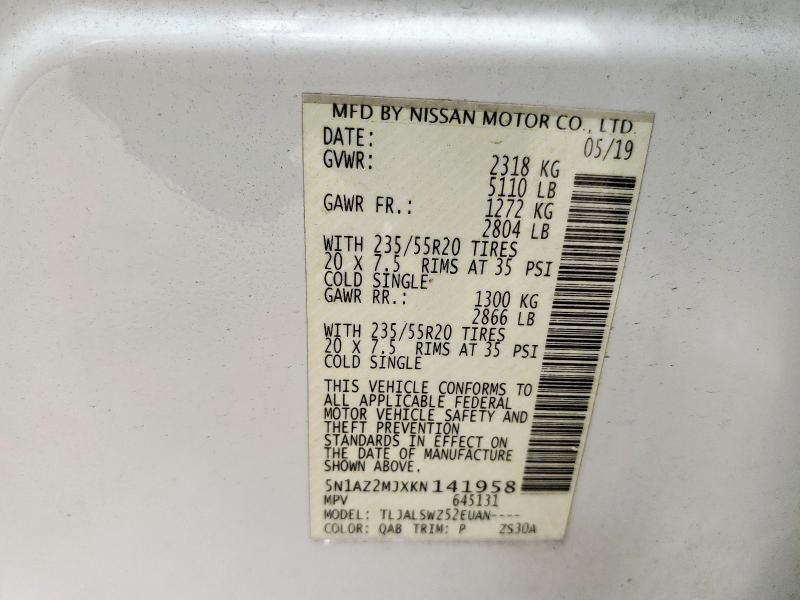 MFD BY NISSAN MOTOR CO., LTD.
DATE: 05/19
GVWR: 2318 KG
5110 LB
GAWR FR.: 1272 KG
2804 LB
WITH 235/55R20 TIRES
20 X 7.5 RIMS AT 35 PSI
COLD SINGLE
GAWR RR.: 1300 KG
2866 LB
WITH 235/55R20 TIRES
20 X 7.5 RIMS AT 35 PSI
COLD SINGLE
THIS VEHICLE CONFORMS TO
ALL APPLICABLE FEDERAL
MOTOR VEHICLE SAFETY AND
THEFT PREVENTION
STANDARDS IN EFFECT ON
THE DATE OF MANUFACTURE
SHOWN ABOVE.
5N1AZ2MJXKN141958
MPV 645131
MODEL: TLJALSWZ52EUAN----
COLOR: QAB TRIM: P ZS30A